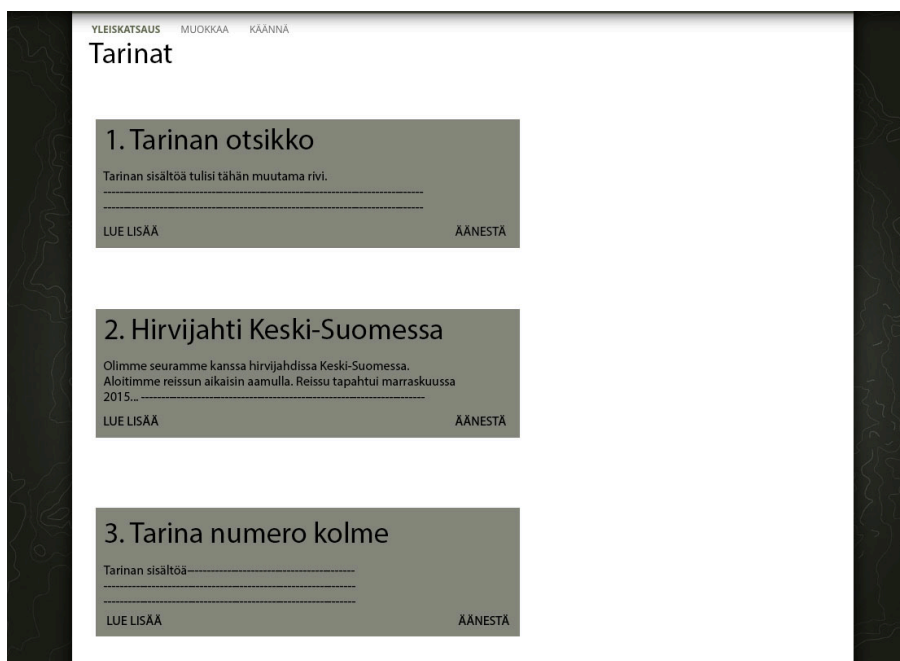 YLEISKATSAUS MUOKKAA KÄÄNNÄ
Tarinat
1. Tarinan otsikko
Tarinan sisältöä tulisi tähän muutama rivi.
--------------------------------------------------------------------------------
--------------------------------------------------------------------------------
LUE LISÄÄ ÄÄNESTÄ
2. Hirvijahti Keski-Suomessa
Olimme seuramme kanssa hirvijahdissa Keski-Suomessa.
Aloitimme reissun aikaisin aamulla. Reissu tapahtui marraskuussa
2015... -----------------------------------------------------------------------
LUE LISÄÄ ÄÄNESTÄ
3. Tarina numero kolme
Tarinan sisältöä------------------------------------------
---------------------------------------------------------------
---------------------------------------------------------------
LUE LISÄÄ ÄÄNESTÄ